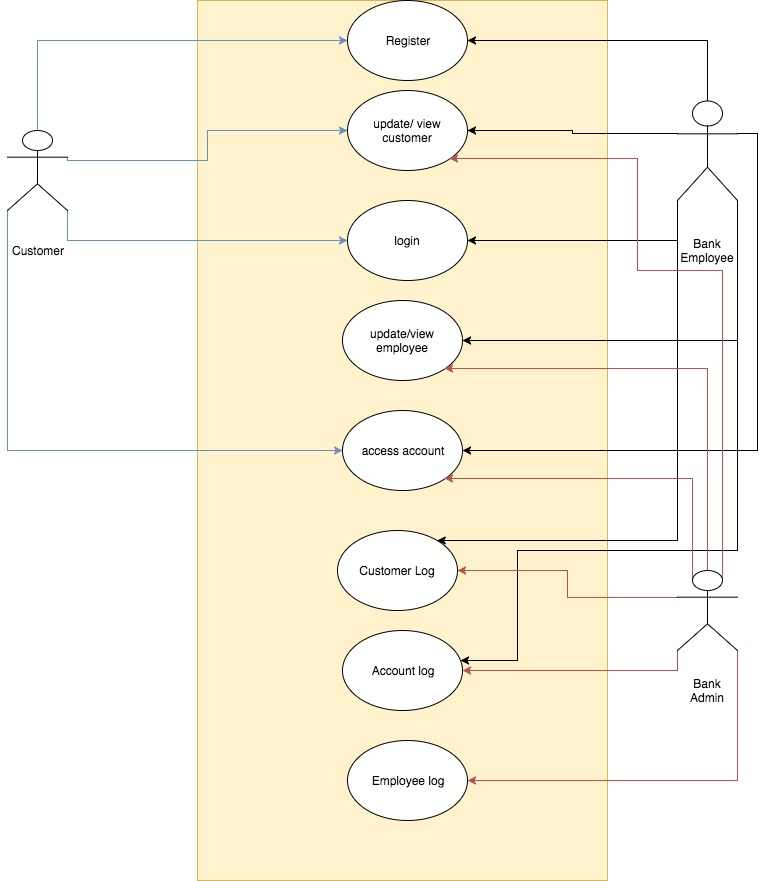 Register
update/ view
customer
Customer
login
Bank
Employee
update/view
employee
access account
Customer Log
Account log
Bank
Admin
Employee log